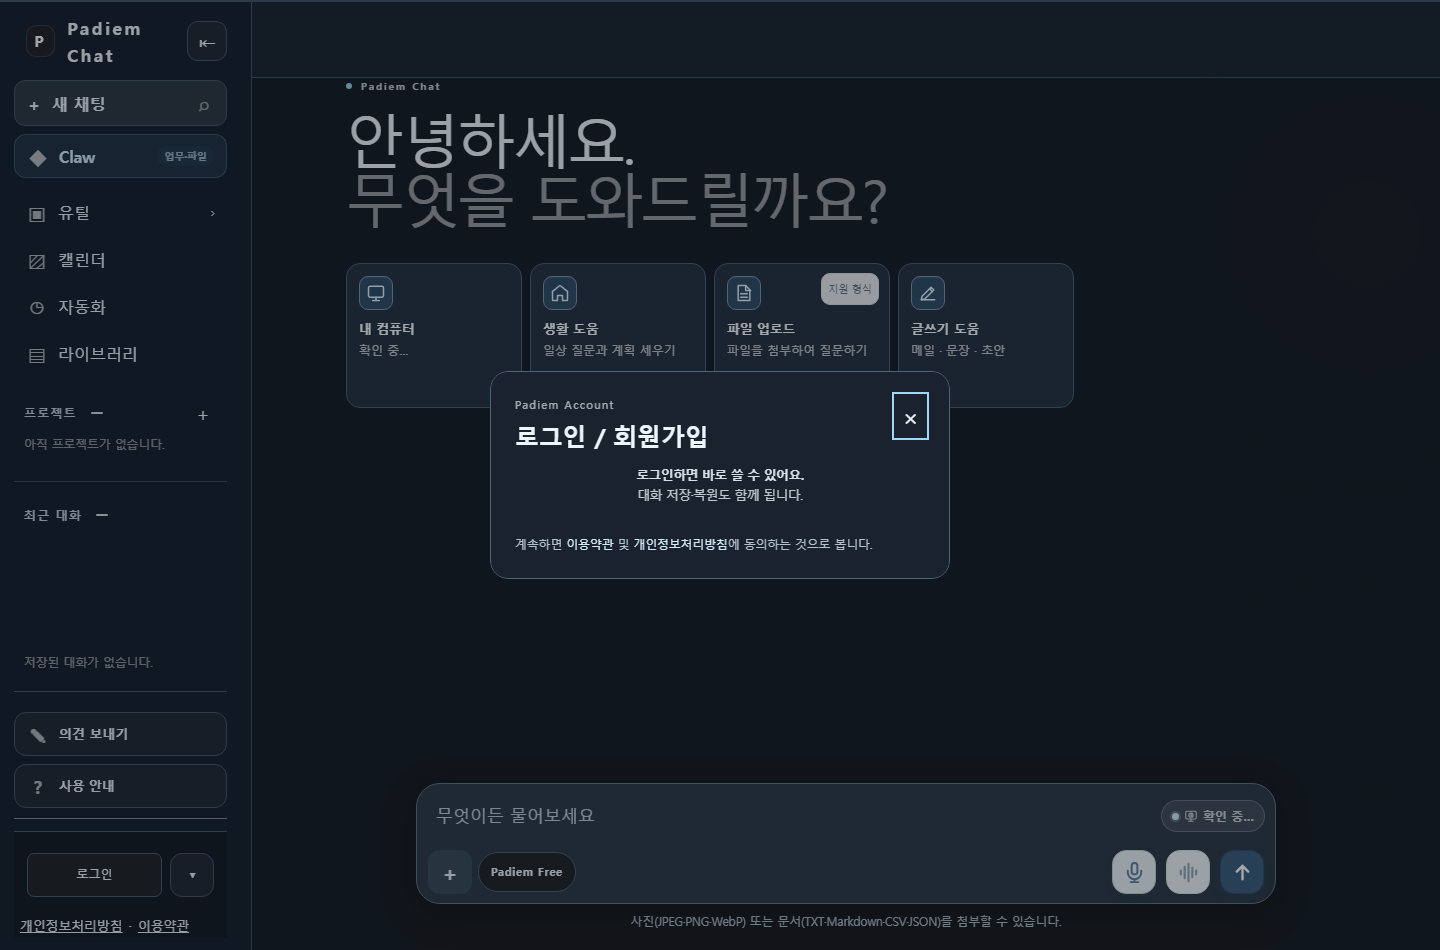 P
Padiem
Chat
+ 새 채팅
Claw
업무·파일
유틸
캘린더
자동화
라이브러리
프로젝트
+
아직 프로젝트가 없습니다.
최근 대화
저장된 대화가 없습니다.
의견 보내기
? 사용 안내
로그인
개인정보처리방침 · 이용약관
Padiem Chat
안녕하세요.
무엇을 도와드릴까요?
내 컴퓨터
확인 중...
생활 도움
일상 질문과 계획 세우기
지원 형식
파일 업로드
파일을 첨부하여 질문하기
글쓰기 도움
메일 · 문장 · 초안
Padiem Account
로그인 / 회원가입
×
로그인하면 바로 쓸 수 있어요.
대화 저장·복원도 함께 됩니다.
계속하면 이용약관 및 개인정보처리방침에 동의하는 것으로 봅니다.
무엇이든 물어보세요
확인 중...
+
Padiem Free
사진(JPEG·PNG·WebP) 또는 문서(TXT·Markdown·CSV·JSON)를 첨부할 수 있습니다.